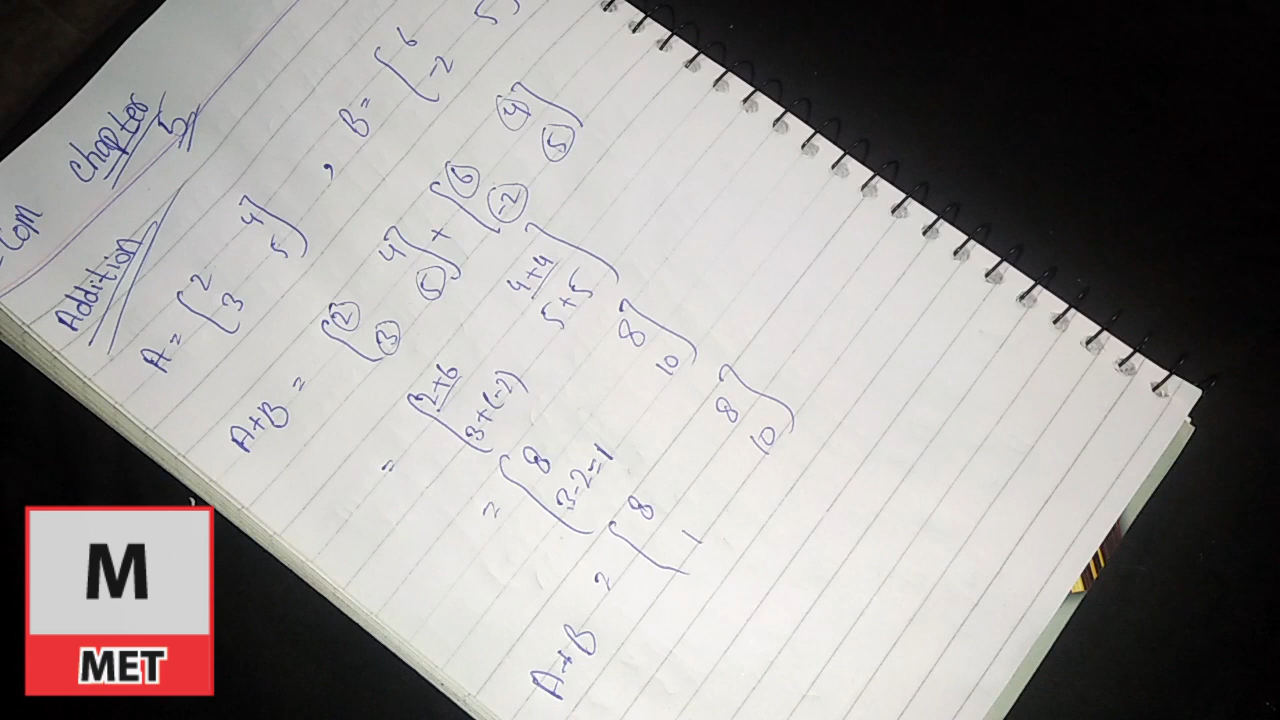 Com
Chapter 5
Addition
A = [2 4
3 5] , B = [6
-2 5]
A+B = [2 4
3 5] + [6 4
-2 5]
= [2+6 4+4
3+(-2) 5+5]
= [8 8
3-2=1 10]
A+B = [8 8
1 10]
M
MET